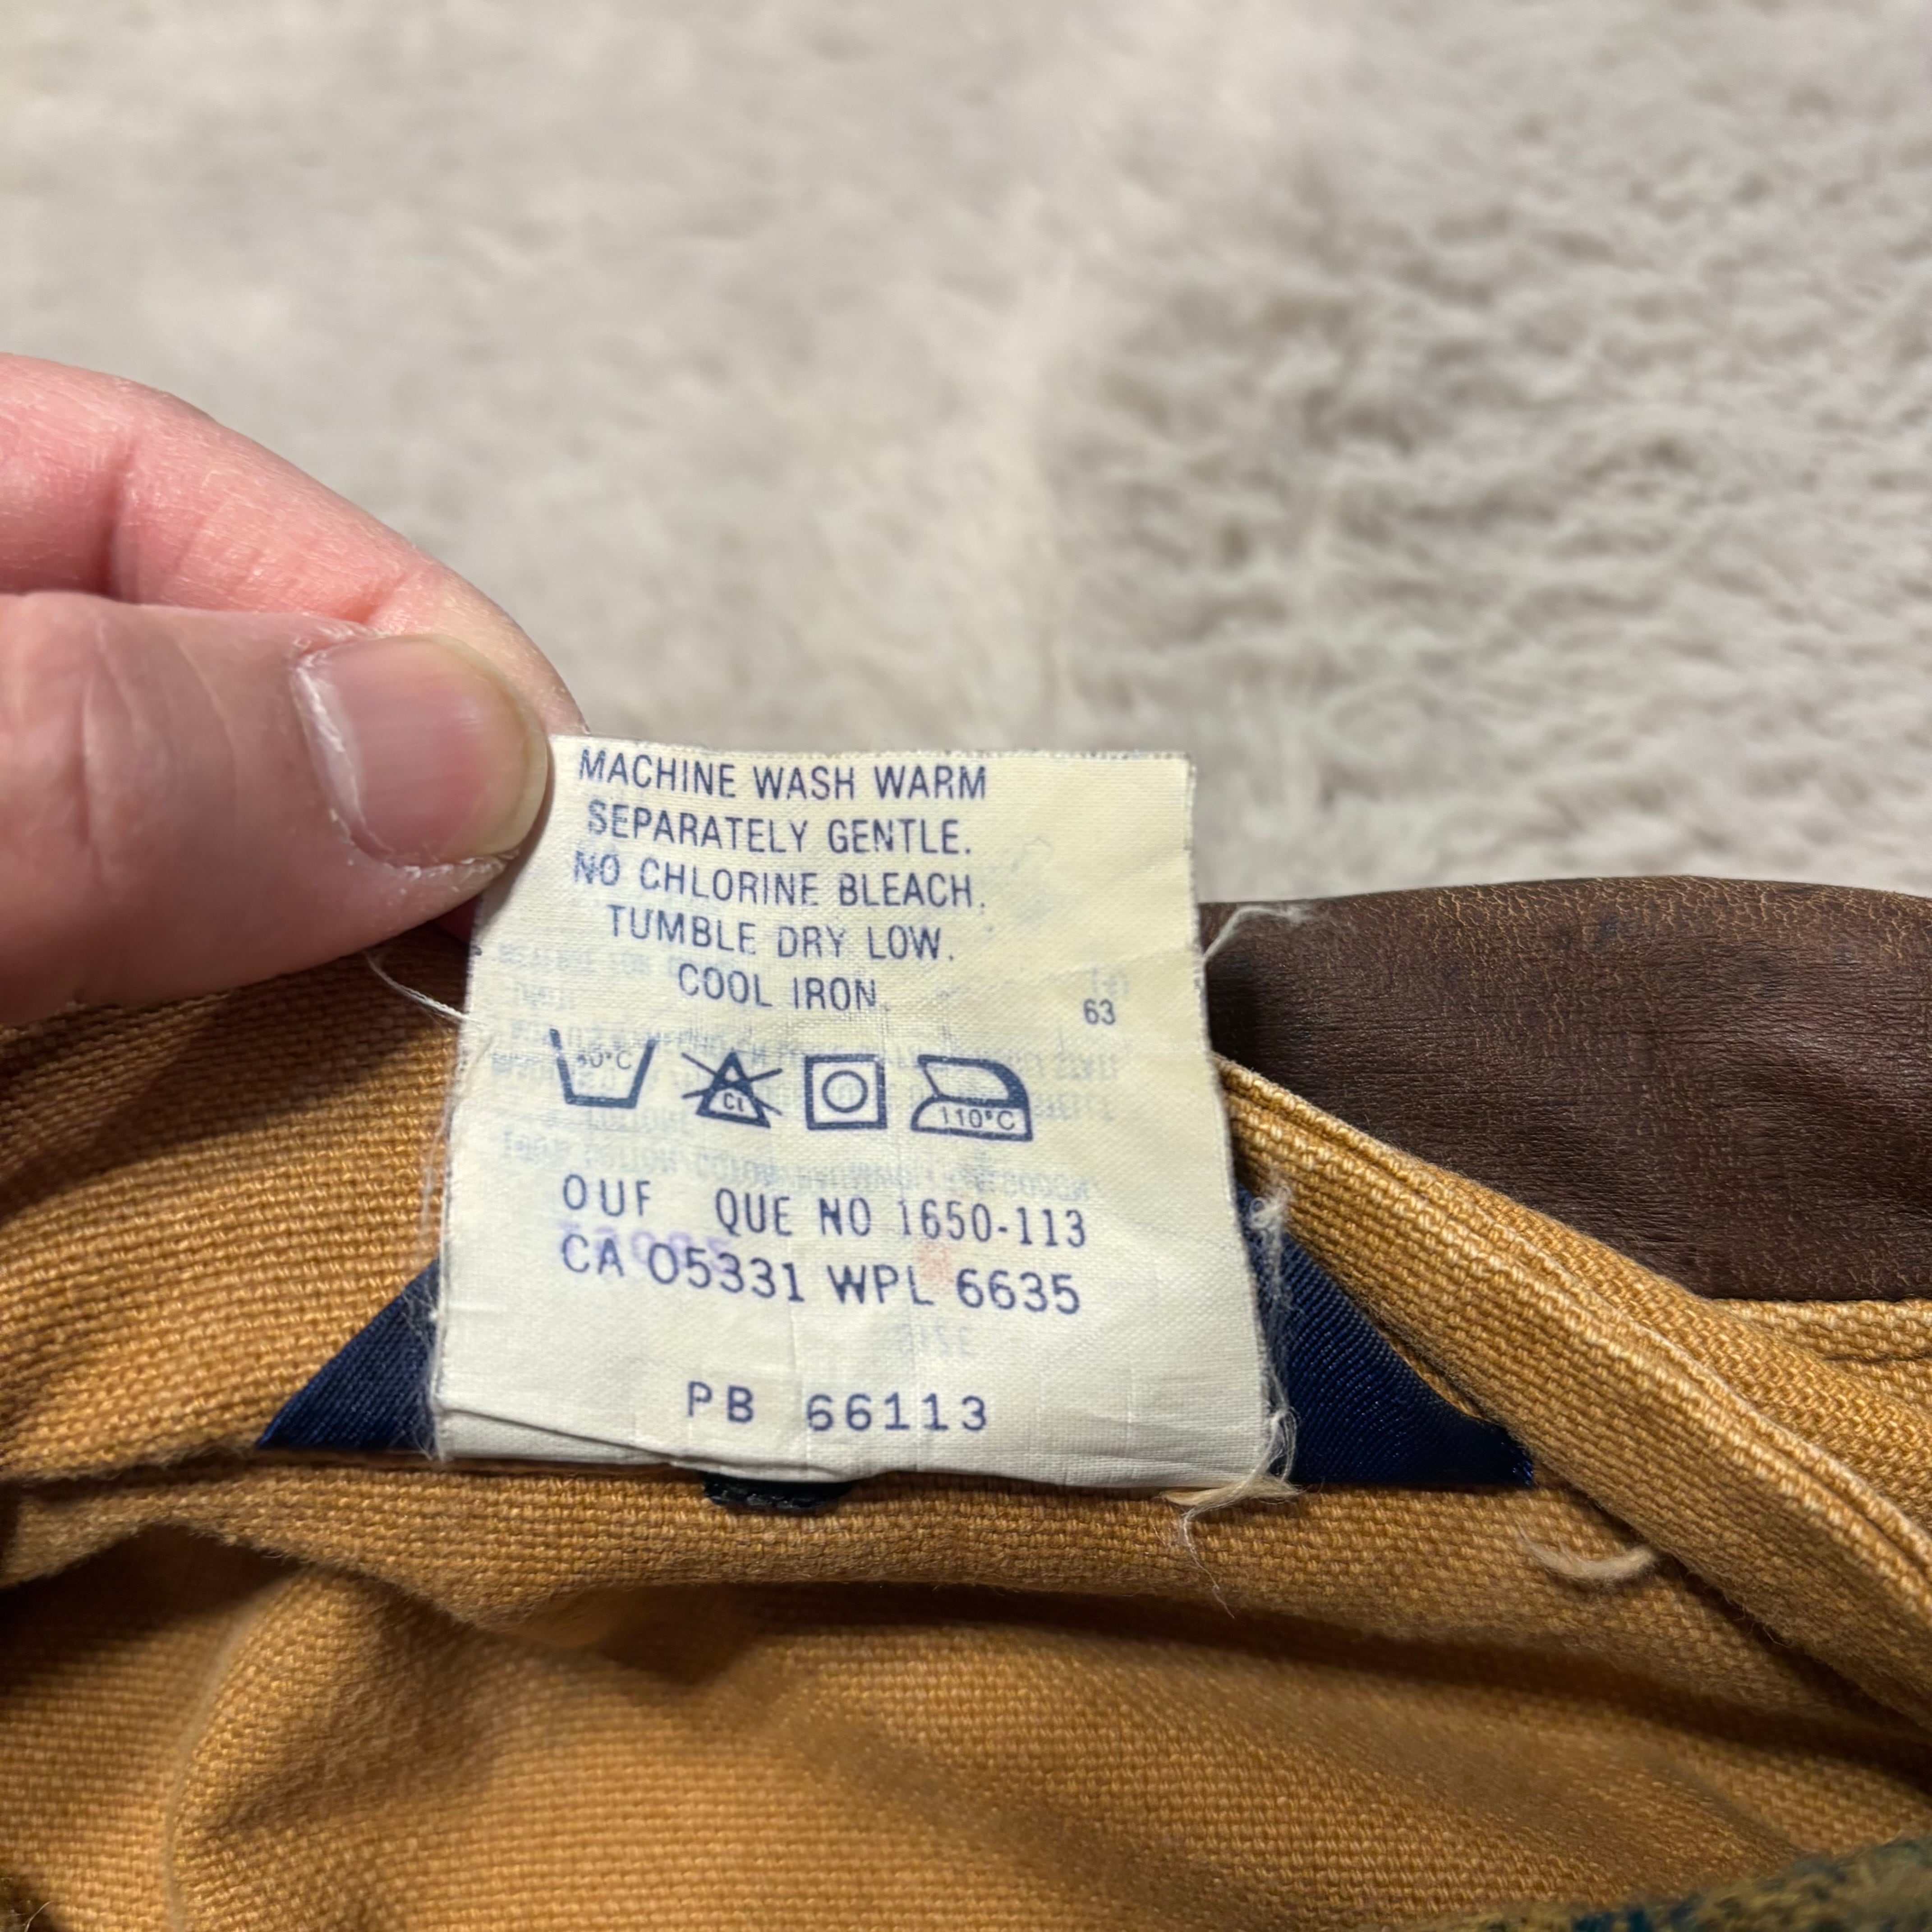 MACHINE WASH WARM
SEPARATELY GENTLE.
NO CHLORINE BLEACH.
TUMBLE DRY LOW.
COOL IRON.
63
0°C Cl 110°C
OUF QUE NO 1650-113
CA 05331 WPL 6635
PB 66113